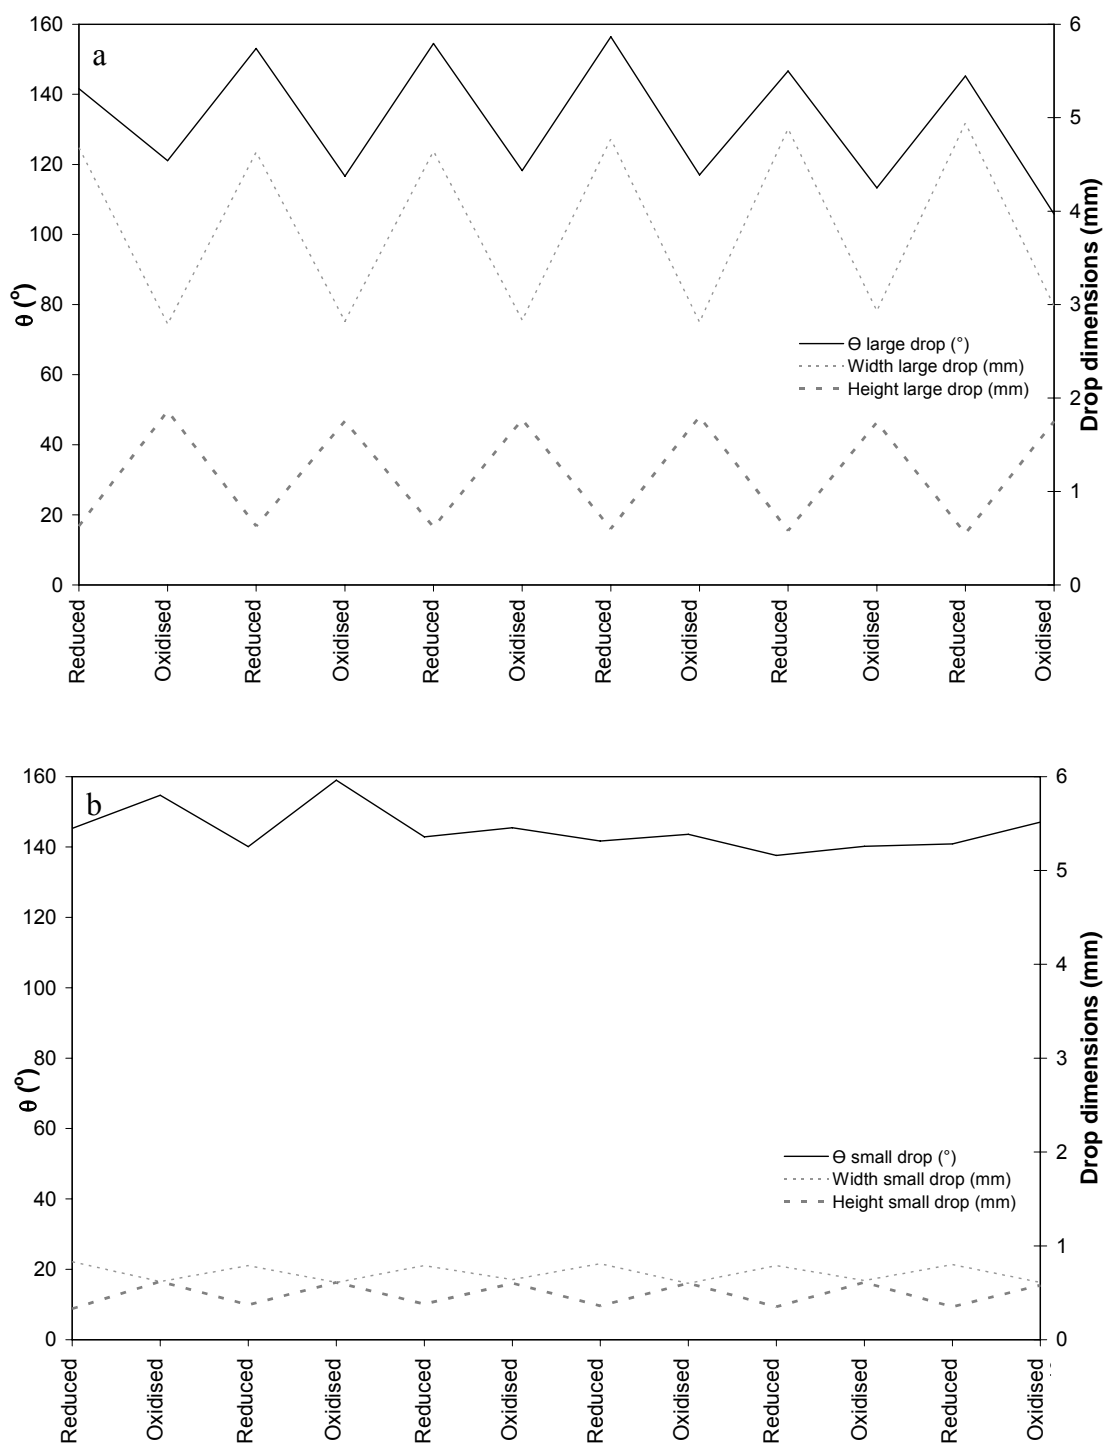 a
160
140
120
100
80
60
40
20
0
θ (°)
6
5
4
3
2
1
0
Drop dimensions (mm)
Ɵ large drop (°)
Width large drop (mm)
Height large drop (mm)
Reduced
Oxidised
Reduced
Oxidised
Reduced
Oxidised
Reduced
Oxidised
Reduced
Oxidised
Reduced
Oxidised
b
160
140
120
100
80
60
40
20
0
θ (°)
6
5
4
3
2
1
0
Drop dimensions (mm)
Ɵ small drop (°)
Width small drop (mm)
Height small drop (mm)
Reduced
Oxidised
Reduced
Oxidised
Reduced
Oxidised
Reduced
Oxidised
Reduced
Oxidised
Reduced
Oxidised